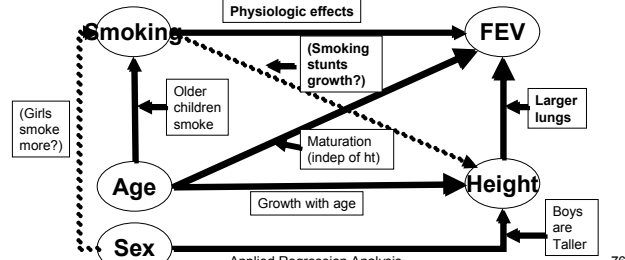 Physiologic effects
Smoking
FEV
(Smoking
stunts
growth?)
Older
children
smoke
(Girls
smoke
more?)
Larger
lungs
Maturation
(indep of ht)
Age
Height
Growth with age
Boys
are
Taller
Sex
Applied Regression Analysis
76